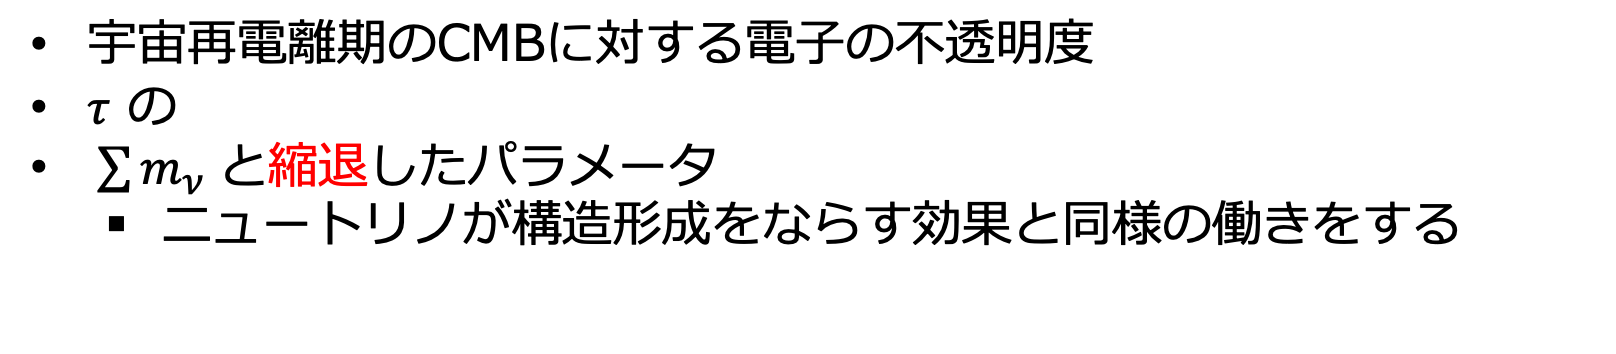 • 宇宙再電離期のCMBに対する電子の不透明度
• τ の
• ∑mν と縮退したパラメータ
▪ ニュートリノが構造形成をならす効果と同様の働きをする